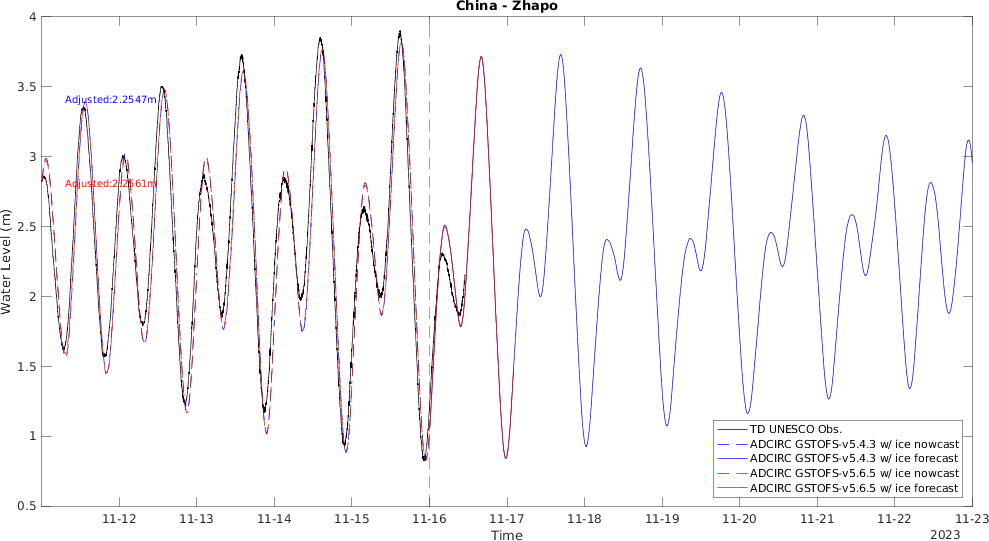 China - Zhapo
4
3.5
3
2.5
2
1.5
1
0.5
Water Level (m)
Adjusted:2.2547m
Adjusted:2.2561m
TD UNESCO Obs.
ADCIRC GSTOFS-v5.4.3 w/ ice nowcast
ADCIRC GSTOFS-v5.4.3 w/ ice forecast
ADCIRC GSTOFS-v5.6.5 w/ ice nowcast
ADCIRC GSTOFS-v5.6.5 w/ ice forecast
11-12 11-13 11-14 11-15 11-16 11-17 11-18 11-19 11-20 11-21 11-22 11-23
Time
2023